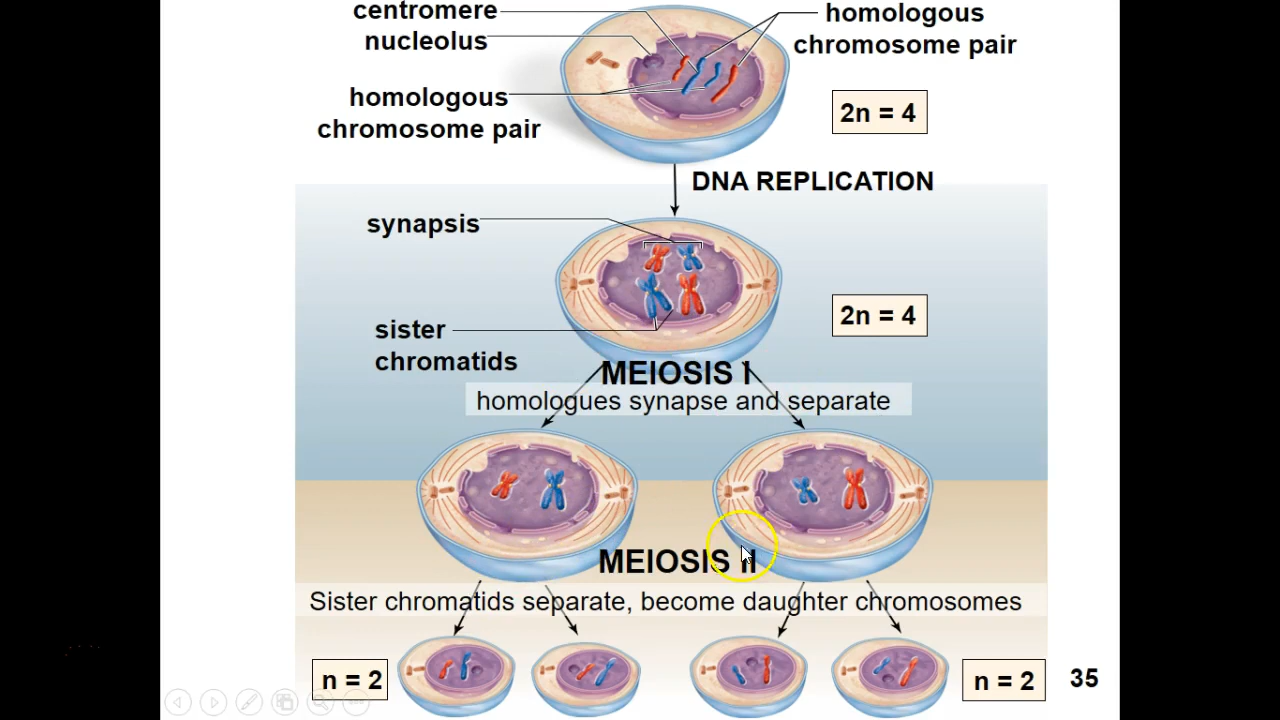 centromere
nucleolus
homologous
chromosome pair
homologous
chromosome pair
2n = 4
DNA REPLICATION
synapsis
2n = 4
sister
chromatids
MEIOSIS I
homologues synapse and separate
MEIOSIS II
Sister chromatids separate, become daughter chromosomes
n = 2
n = 2
35